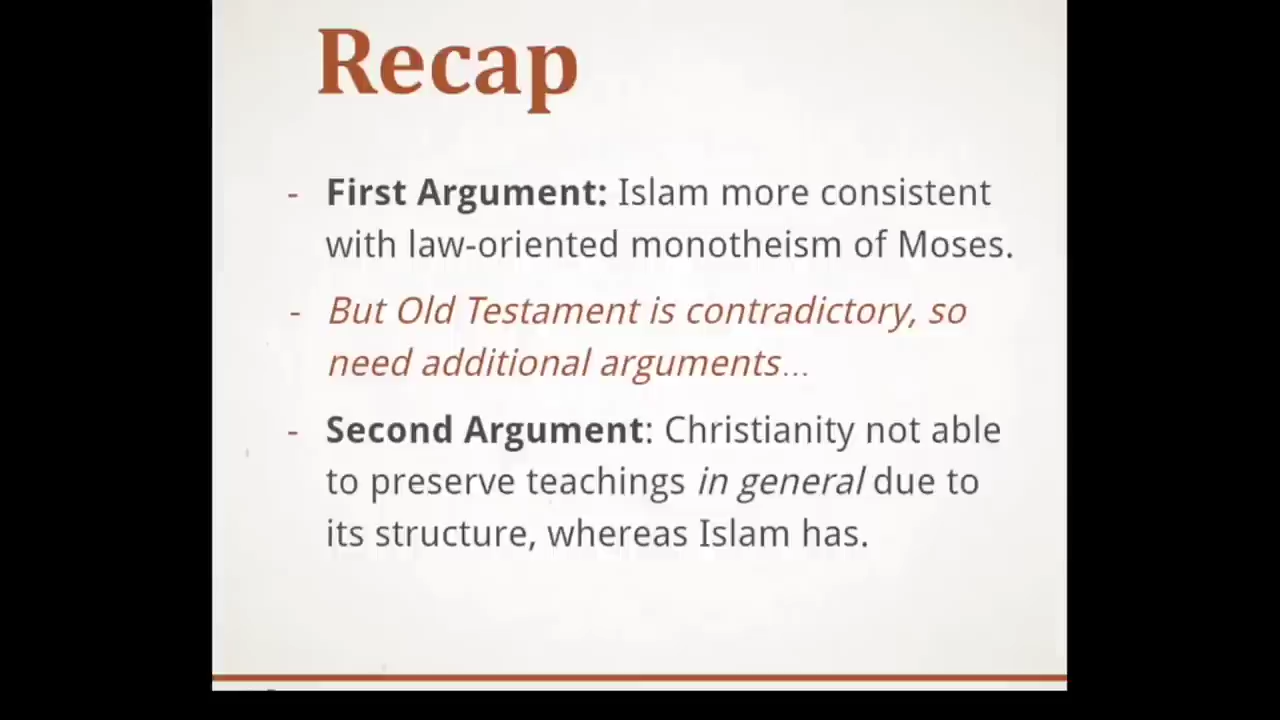 Recap
- First Argument: Islam more consistent
with law-oriented monotheism of Moses.
- But Old Testament is contradictory, so
need additional arguments...
- Second Argument: Christianity not able
to preserve teachings in general due to
its structure, whereas Islam has.